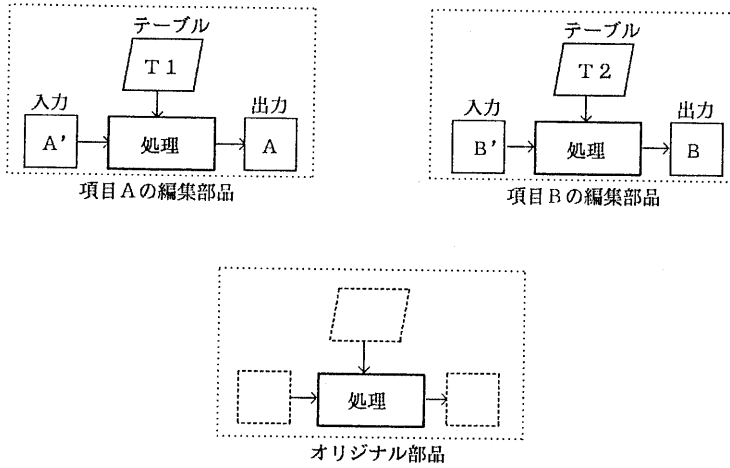 テーブル
T1
入力
出力
A'
処理
A
項目Aの編集部品
テーブル
T2
入力
出力
B'
処理
B
項目Bの編集部品
処理
オリジナル部品